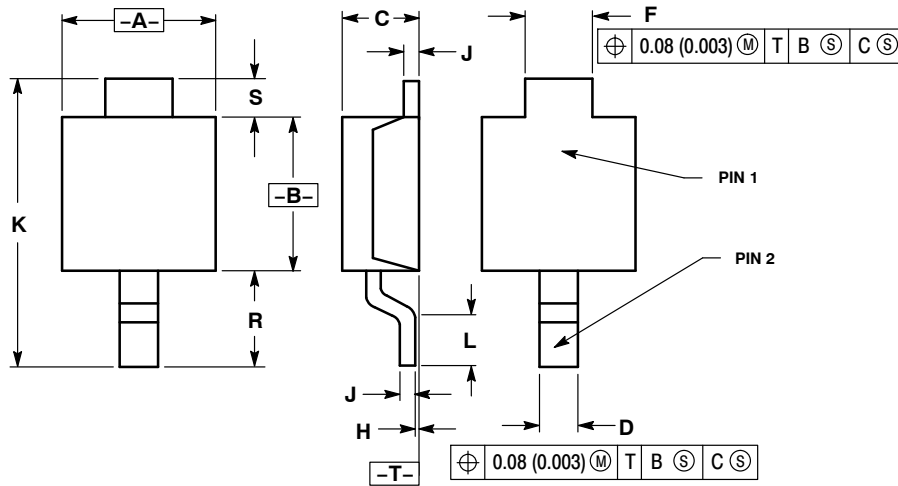 –A–
C
F
⌖ 0.08 (0.003) Ⓜ T B Ⓢ C Ⓢ
J
S
K
–B–
PIN 1
PIN 2
R
L
J
H
D
–T–
⌖ 0.08 (0.003) Ⓜ T B Ⓢ C Ⓢ